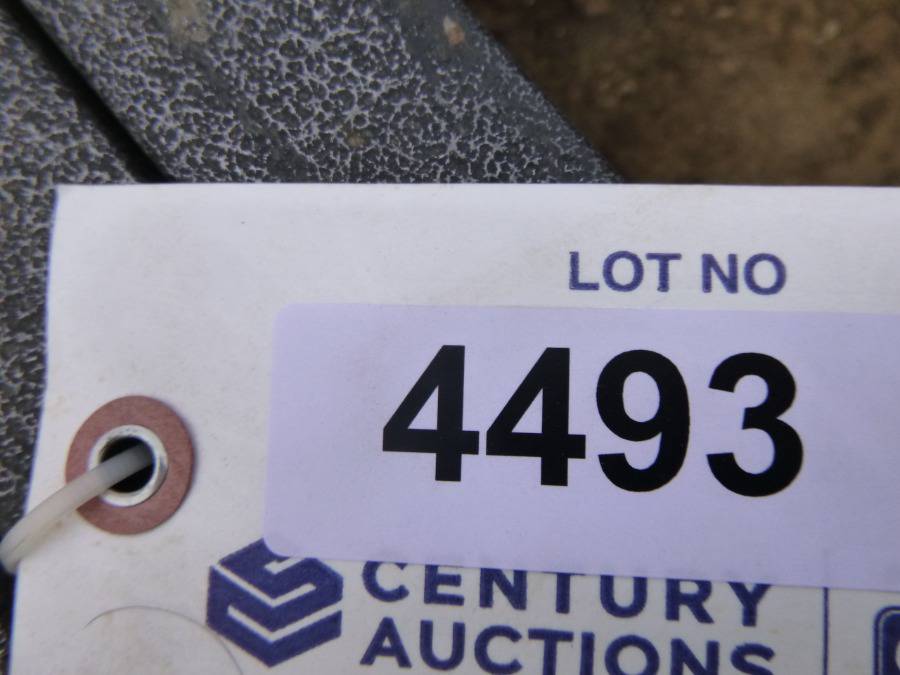 LOT NO
4493
CENTURY
AUCTIONS